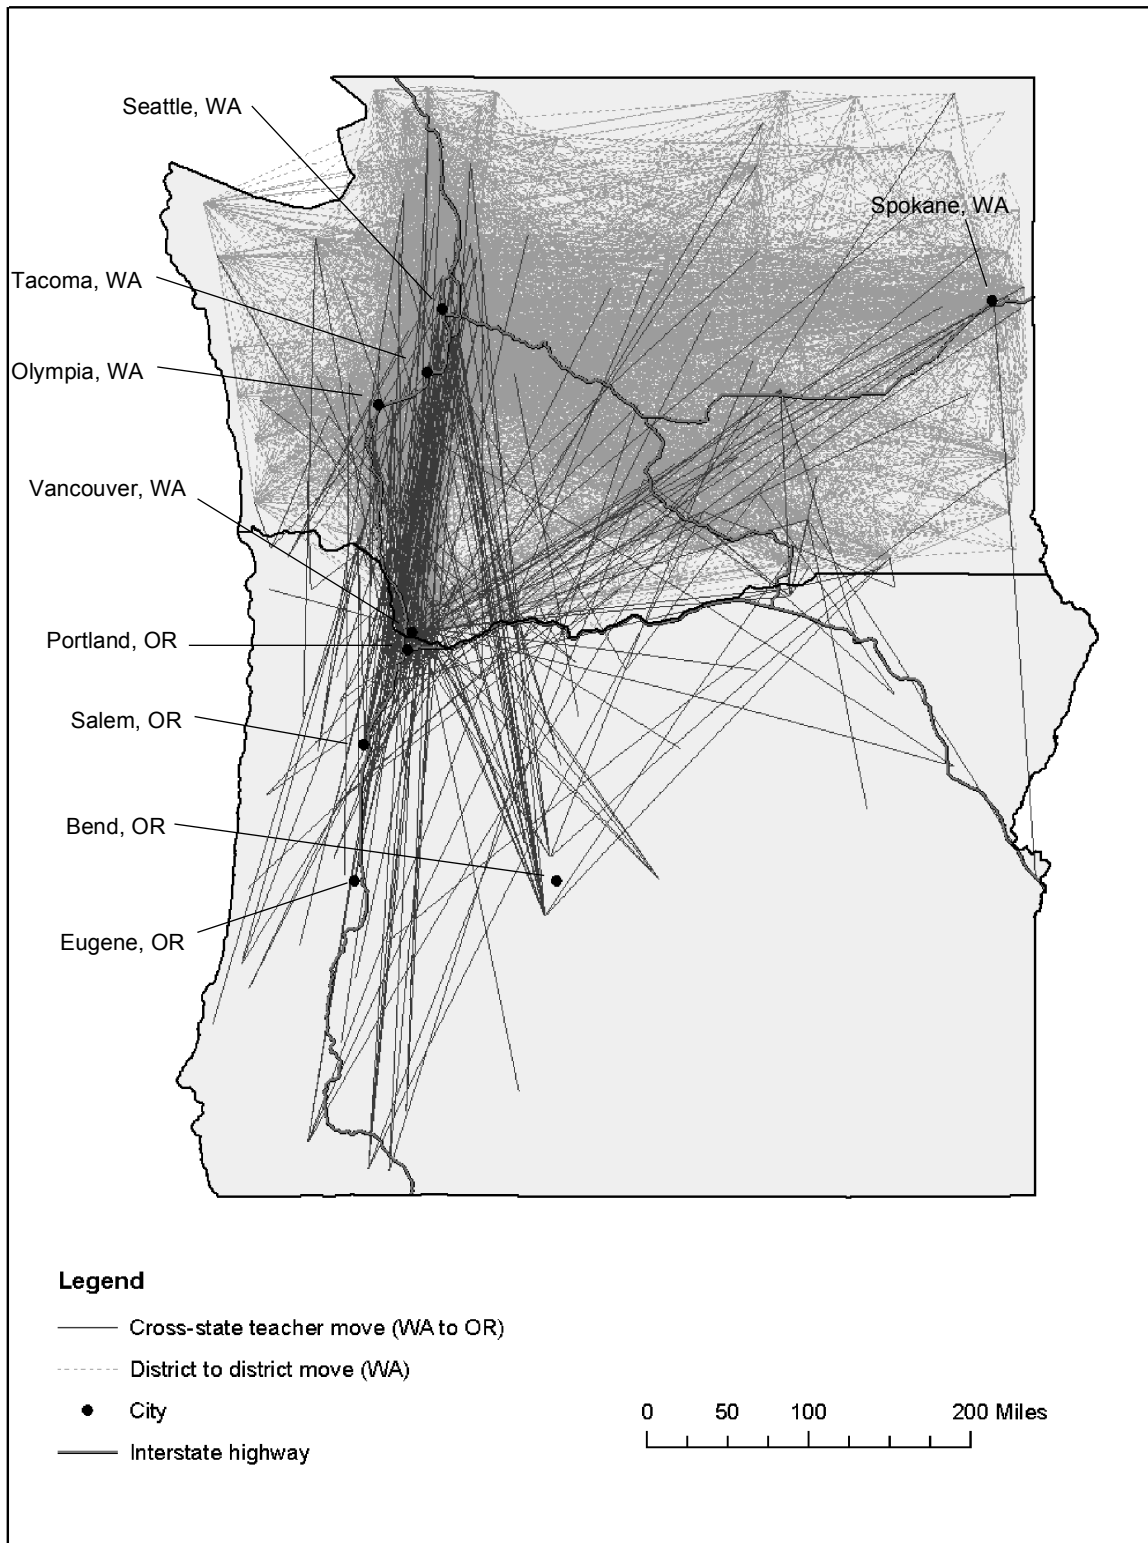 Seattle, WA
Spokane, WA
Tacoma, WA
Olympia, WA
Vancouver, WA
Portland, OR
Salem, OR
Bend, OR
Eugene, OR
Legend
Cross-state teacher move (WA to OR)
District to district move (WA)
City
Interstate highway
0 50 100 200 Miles